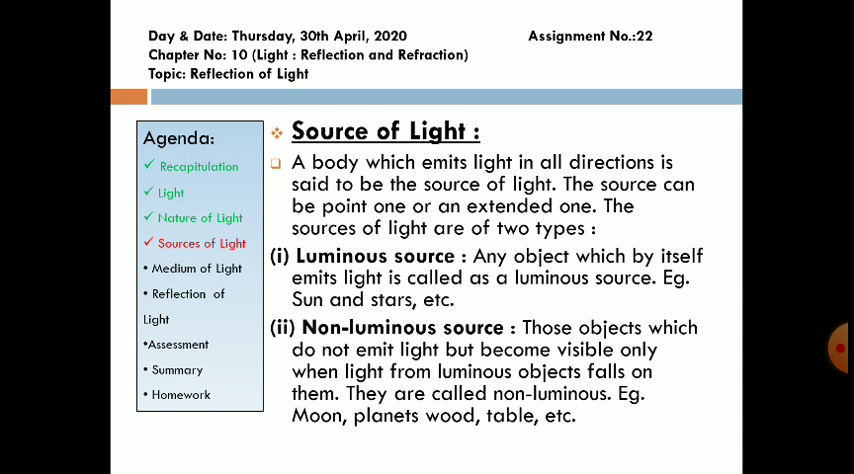 Day & Date: Thursday, 30th April, 2020 Assignment No.:22
Chapter No: 10 (Light : Reflection and Refraction)
Topic: Reflection of Light
Agenda:
✓ Recapitulation
✓ Light
✓ Nature of Light
✓ Sources of Light
• Medium of Light
• Reflection of
Light
•Assessment
• Summary
• Homework
❖ Source of Light :
❑ A body which emits light in all directions is
said to be the source of light. The source can
be point one or an extended one. The
sources of light are of two types :
(i) Luminous source : Any object which by itself
emits light is called as a luminous source. Eg.
Sun and stars, etc.
(ii) Non-luminous source : Those objects which
do not emit light but become visible only
when light from luminous objects falls on
them. They are called non-luminous. Eg.
Moon, planets wood, table, etc.